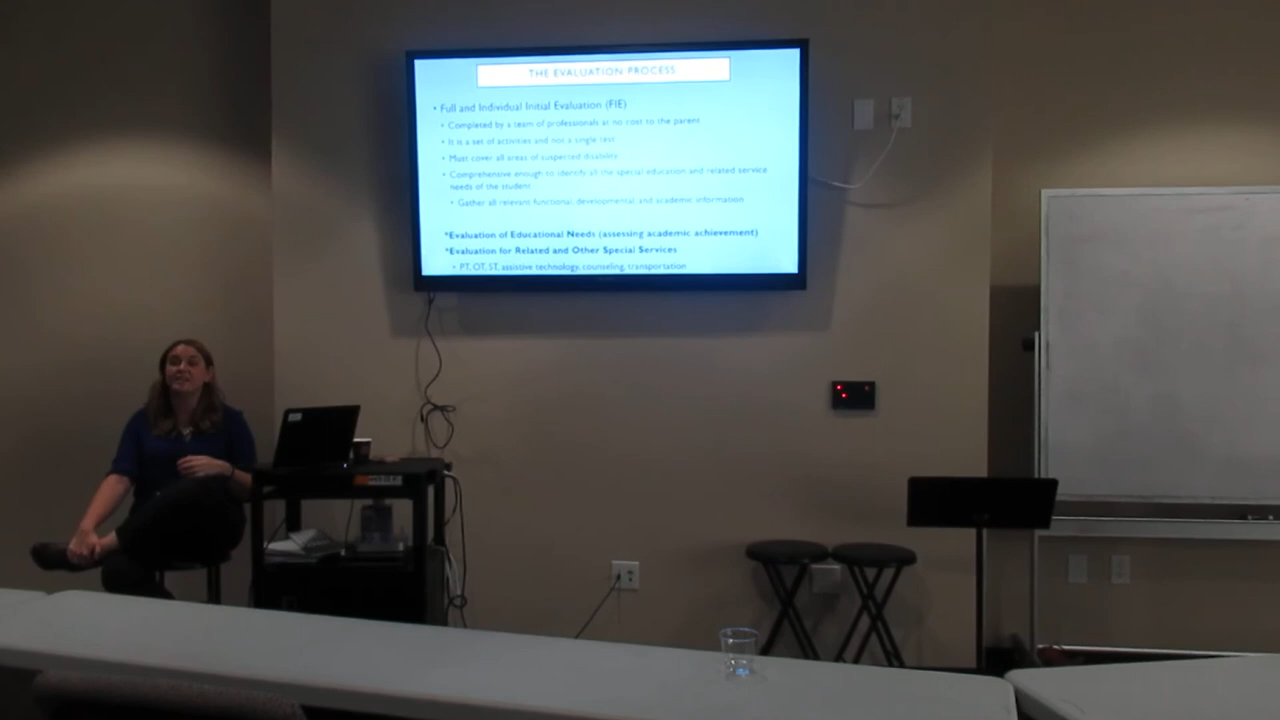 THE EVALUATION PROCESS
• Full and Individual Initial Evaluation (FIE)
• Completed by a team of professionals at no cost to the parent
• It is a set of activities and not a single test
• Must cover all areas of suspected disability
• Comprehensive enough to identify all the special education and related service
needs of the student
• Gather all relevant functional, developmental, and academic information
*Evaluation of Educational Needs (assessing academic achievement)
*Evaluation for Related and Other Special Services
• PT, OT, ST, assistive technology, counseling, transportation